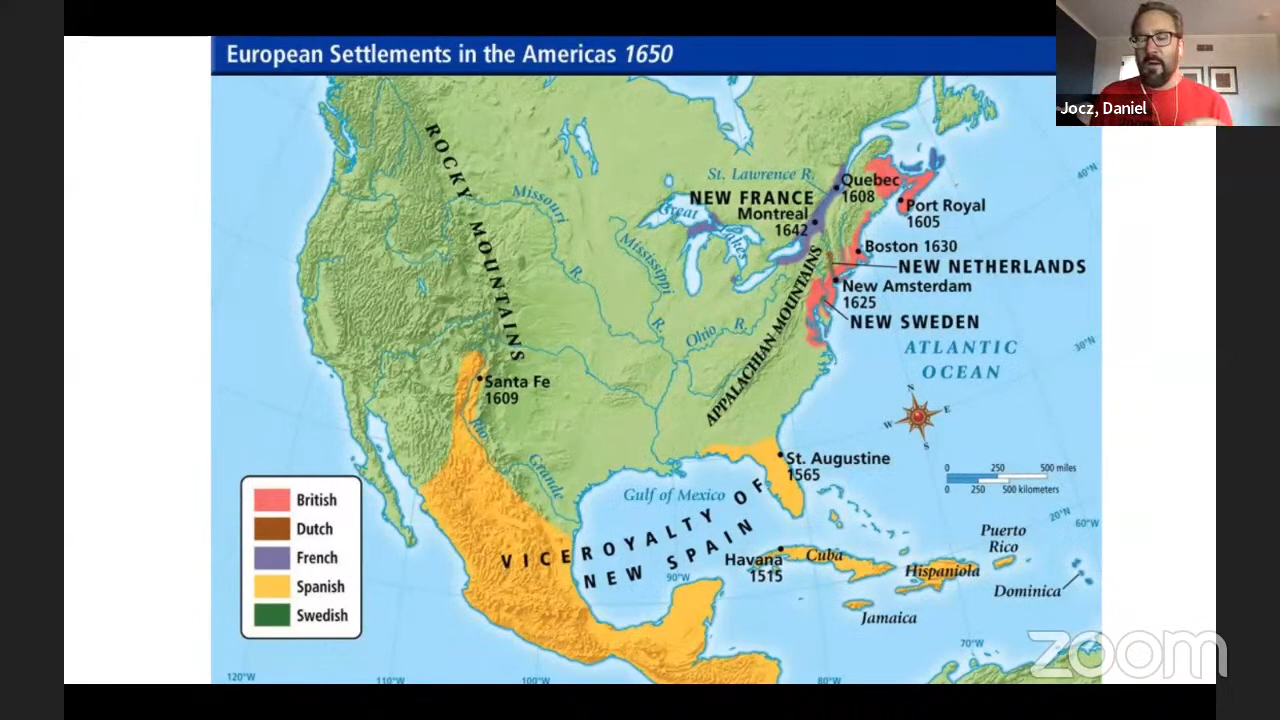 European Settlements in the Americas 1650
Jocz, Daniel
ROCKY MOUNTAINS
Missouri
R.
Mississippi
R.
St. Lawrence R.
NEW FRANCE
Great
Lakes
Quebec
1608
Montreal
1642
Port Royal
1605
Boston 1630
NEW NETHERLANDS
New Amsterdam
1625
NEW SWEDEN
ATLANTIC
OCEAN
Ohio R.
APPALACHIAN MOUNTAINS
Santa Fe
1609
Rio
Grande
N
W E
S
St. Augustine
1565
Gulf of Mexico
VICEROYALTY OF
NEW SPAIN
0 250 500 miles
0 250 500 kilometers
Havana
1515
Cuba
Hispaniola
Puerto
Rico
Dominica
Jamaica
British
Dutch
French
Spanish
Swedish
40°N
30°N
20°N
60°W
70°W
80°W
90°W
100°W
110°W
120°W
zoom